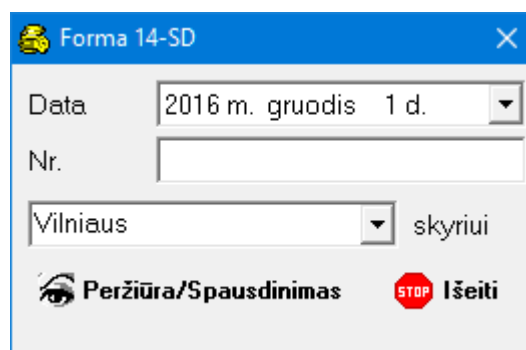 Forma 14-SD
Data 2016 m. gruodis 1 d.
Nr.
Vilniaus skyriui
Peržiūra/Spausdinimas STOP Išeiti